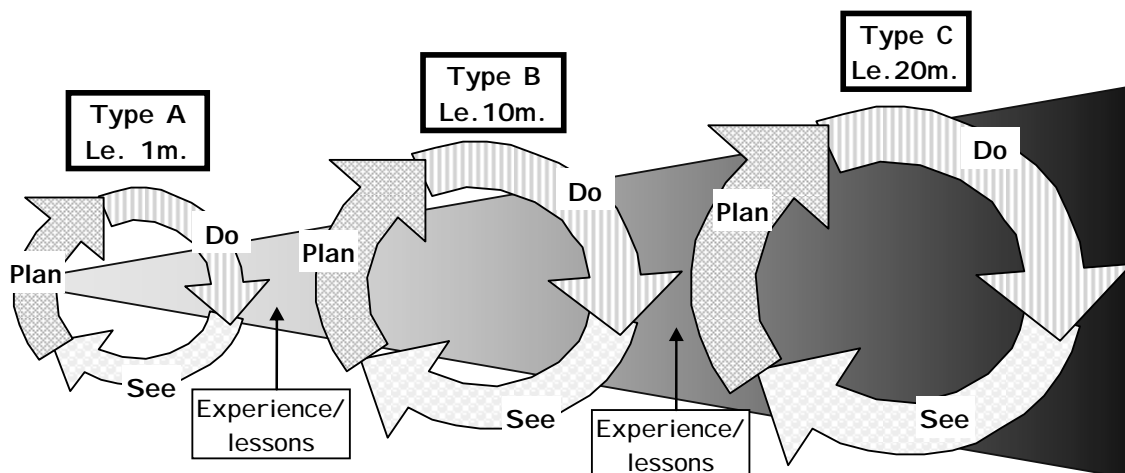 Type A
Le. 1m.
Plan
Do
See
Experience/
lessons
Type B
Le.10m.
Plan
Do
See
Experience/
lessons
Type C
Le.20m.
Plan
Do
See